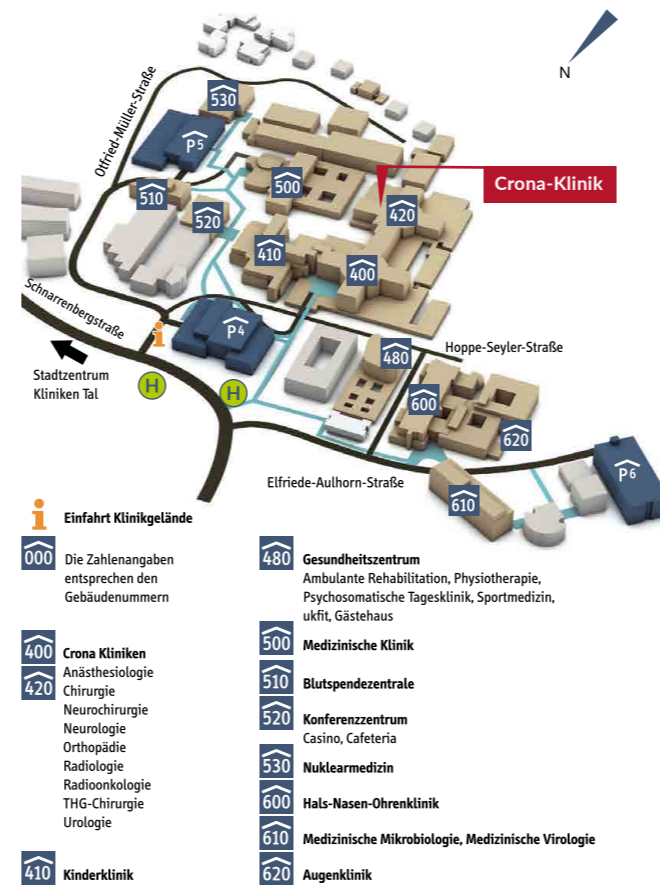 N
530
Otfried-Müller-Straße
P5
Crona-Klinik
500
510
420
520
410
400
Schnarrenbergstraße
i
P4
Hoppe-Seyler-Straße
480
Stadtzentrum
Kliniken Tal
H
H
600
620
P6
Elfriede-Aulhorn-Straße
610
i Einfahrt Klinikgelände
000 Die Zahlenangaben
entsprechen den
Gebäudenummern
400 Crona Kliniken
420 Anästhesiologie
Chirurgie
Neurochirurgie
Neurologie
Orthopädie
Radiologie
Radioonkologie
THG-Chirurgie
Urologie
410 Kinderklinik
480 Gesundheitszentrum
Ambulante Rehabilitation, Physiotherapie,
Psychosomatische Tagesklinik, Sportmedizin,
ukfit, Gästehaus
500 Medizinische Klinik
510 Blutspendezentrale
520 Konferenzzentrum
Casino, Cafeteria
530 Nuklearmedizin
600 Hals-Nasen-Ohrenklinik
610 Medizinische Mikrobiologie, Medizinische Virologie
620 Augenklinik